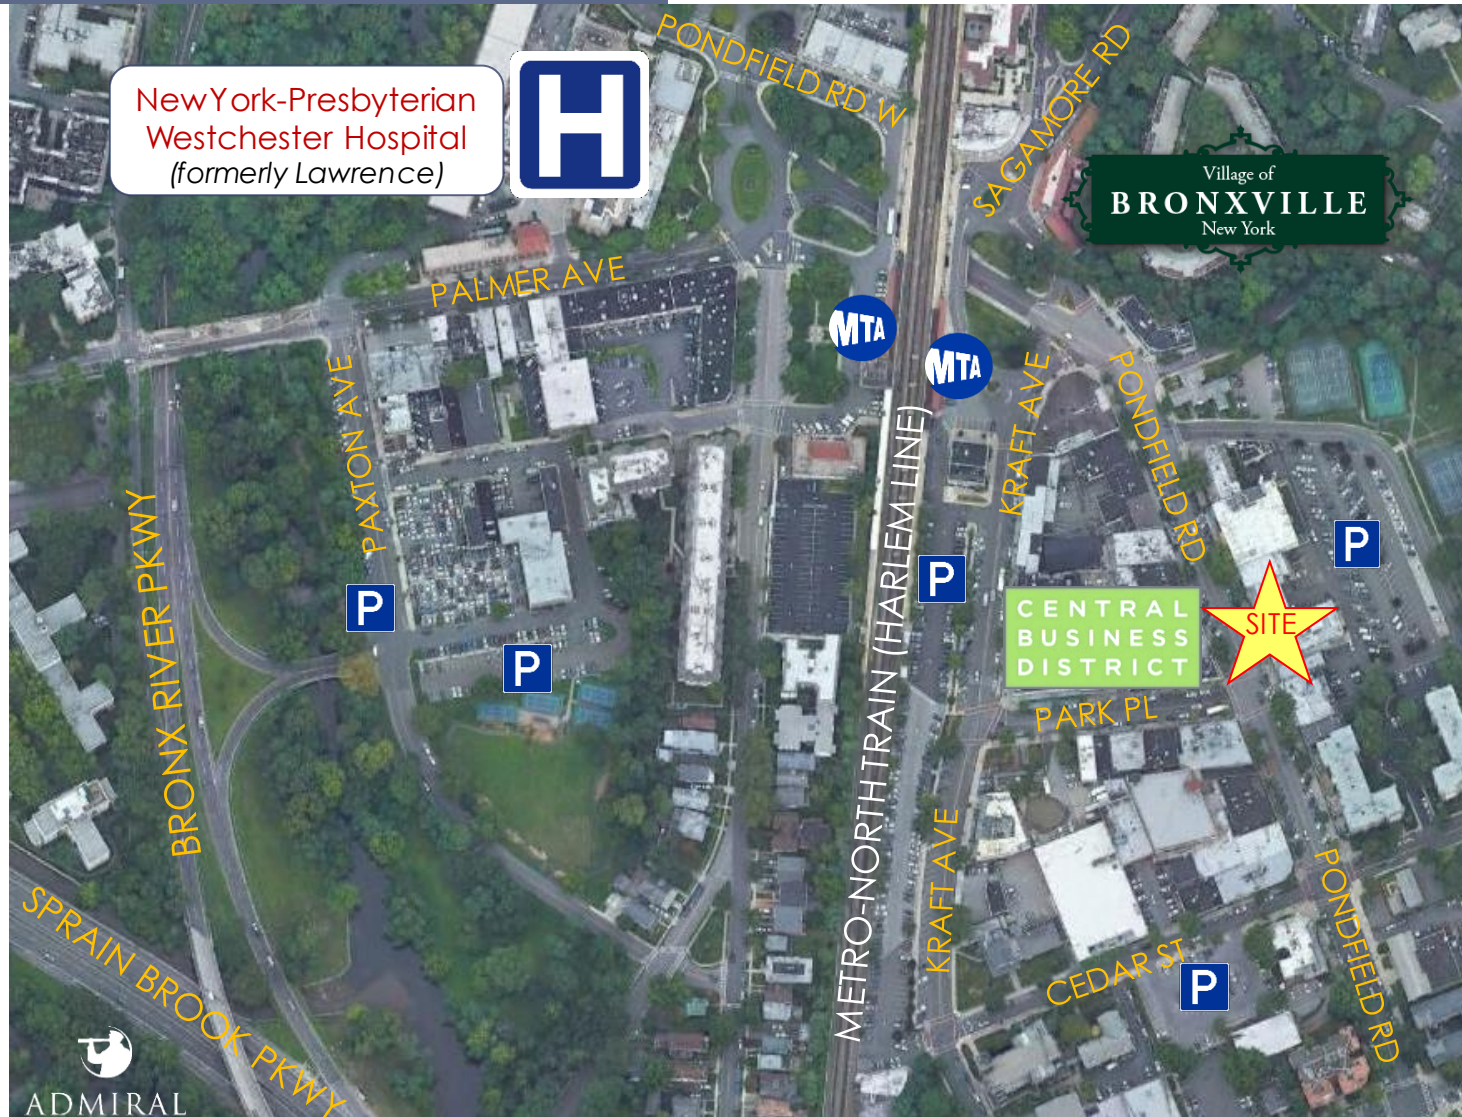 PONDFIELD RD W
SAGAMORE RD
NewYork-Presbyterian
Westchester Hospital
(formerly Lawrence)
H
Village of
BRONXVILLE
New York
PALMER AVE
MTA
MTA
PAXTON AVE
KRAFT AVE
PONDFIELD RD
BRONX RIVER PKWY
METRO-NORTH TRAIN (HARLEM LINE)
P
P
P
P
CENTRAL
BUSINESS
DISTRICT
SITE
PARK PL
KRAFT AVE
PONDFIELD RD
SPRAIN BROOK PKWY
CEDAR ST
P
ADMIRAL